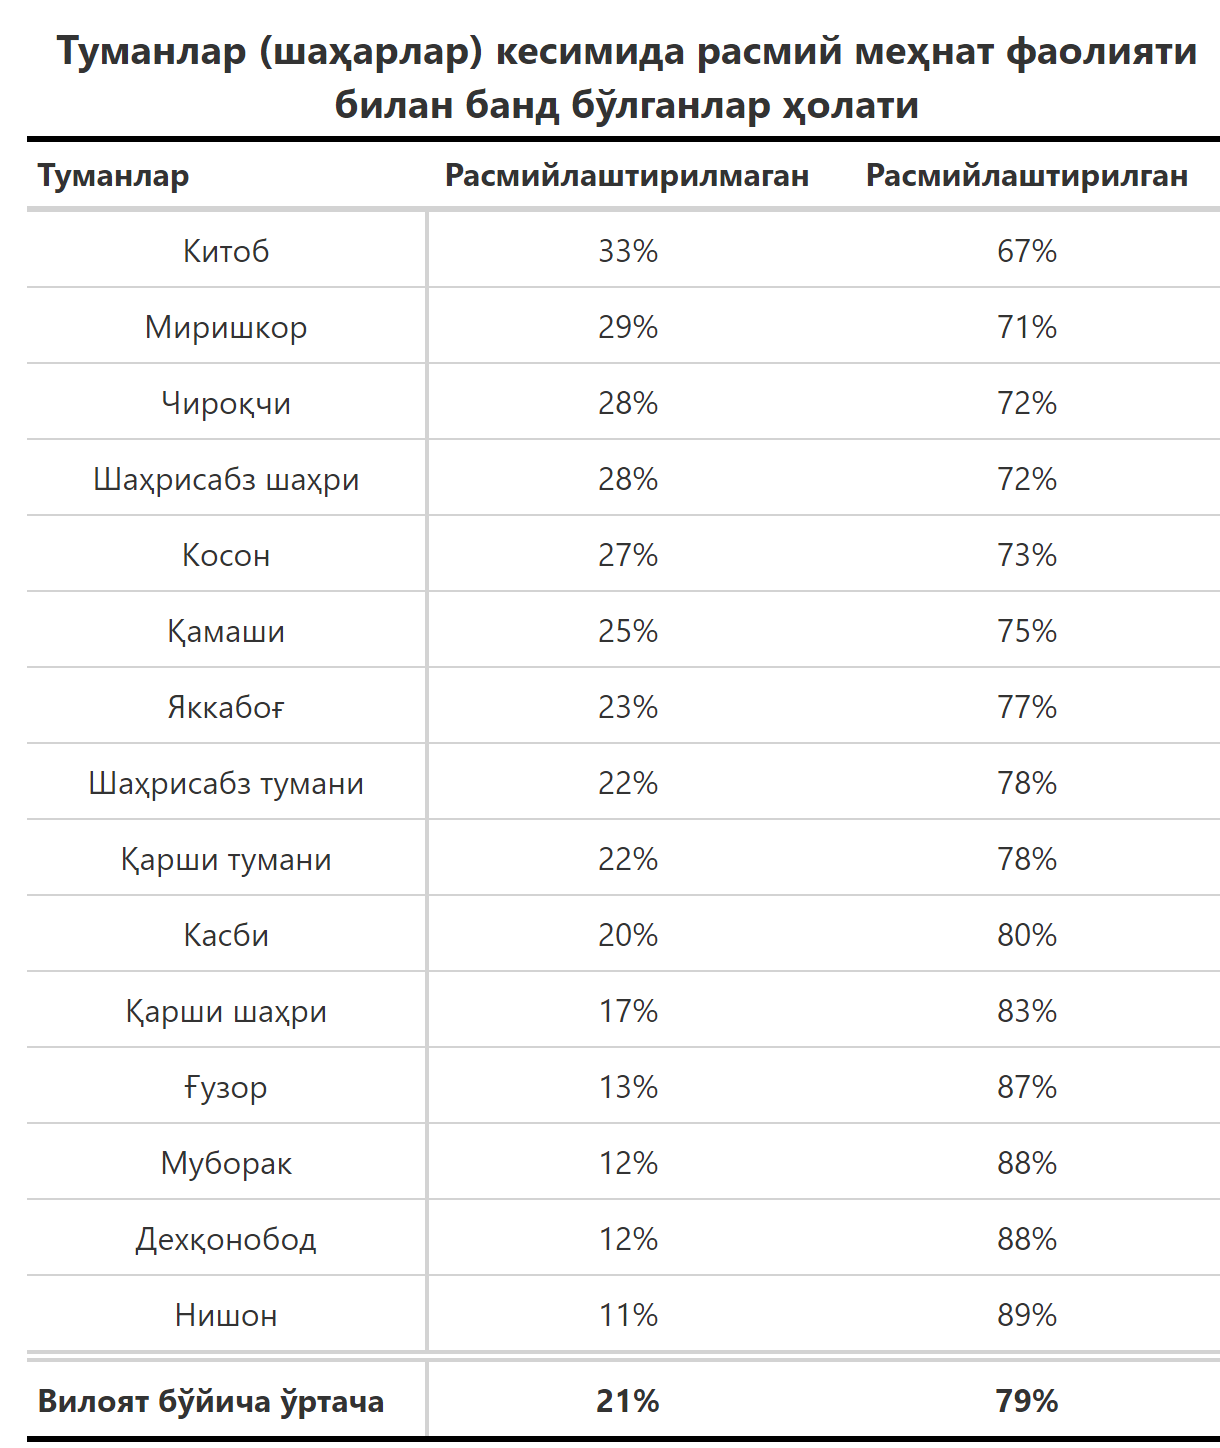 Туманлар (шаҳарлар) кесимида расмий меҳнат фаолияти
билан банд бўлганлар ҳолати
Туманлар Расмийлаштирилмаган Расмийлаштирилган
Китоб 33% 67%
Миришкор 29% 71%
Чироқчи 28% 72%
Шаҳрисабз шаҳри 28% 72%
Косон 27% 73%
Қамаши 25% 75%
Яккабоғ 23% 77%
Шаҳрисабз тумани 22% 78%
Қарши тумани 22% 78%
Касби 20% 80%
Қарши шаҳри 17% 83%
Ғузор 13% 87%
Муборак 12% 88%
Дехқонобод 12% 88%
Нишон 11% 89%
Вилоят бўйича ўртача 21% 79%